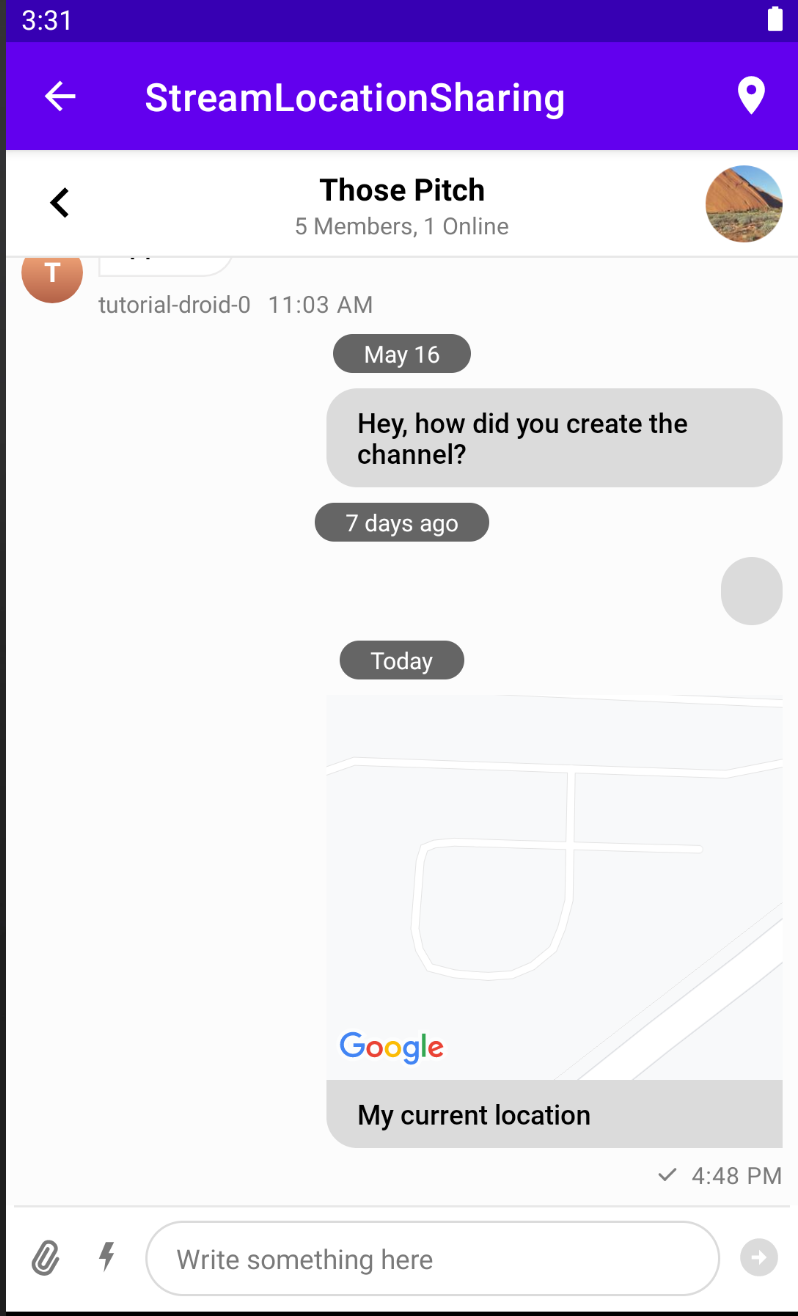 3:31
StreamLocationSharing
Those Pitch
5 Members, 1 Online
T
tutorial-droid-0 11:03 AM
May 16
Hey, how did you create the
channel?
7 days ago
Today
Google
My current location
4:48 PM
Write something here